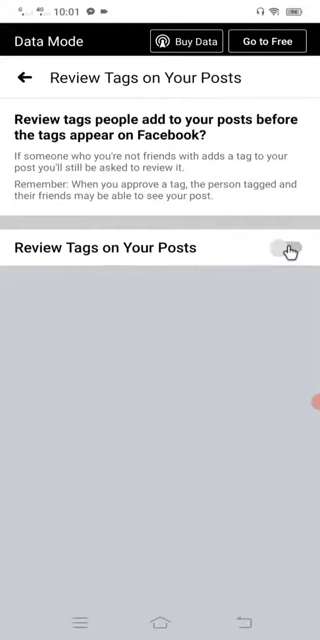 G 4G 10:01
Data Mode Buy Data Go to Free
Review Tags on Your Posts
Review tags people add to your posts before
the tags appear on Facebook?
If someone who you're not friends with adds a tag to your
post you'll still be asked to review it.
Remember: When you approve a tag, the person tagged and
their friends may be able to see your post.
Review Tags on Your Posts